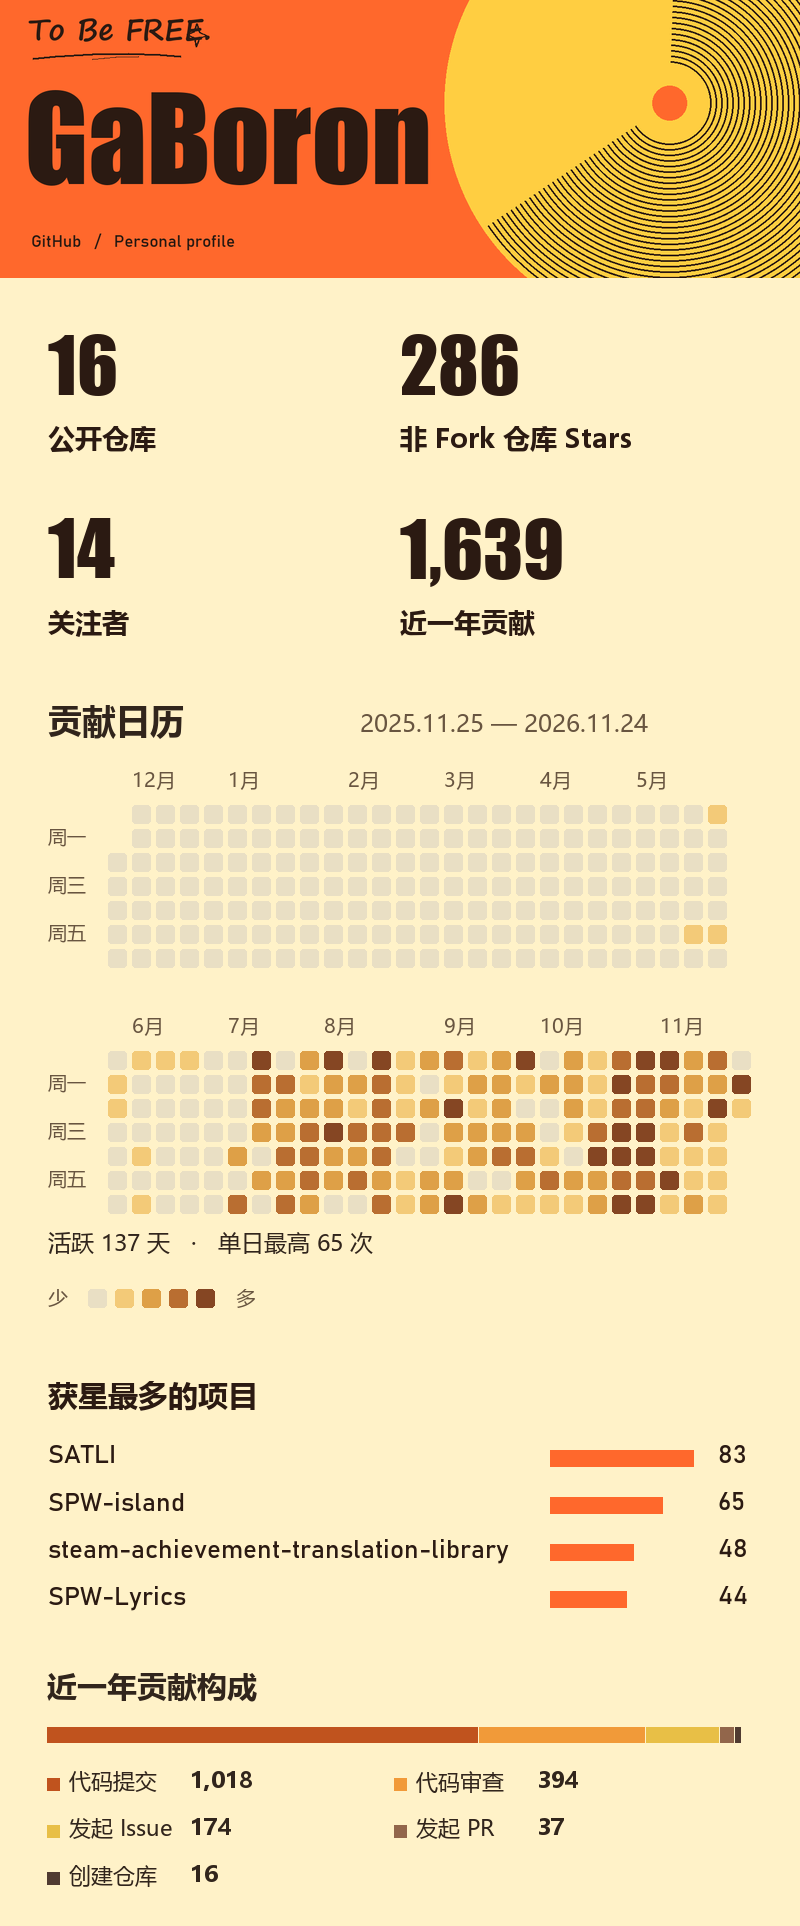 To Be FREE
GaBoron
GitHub / Personal profile
16
公开仓库
286
非 Fork 仓库 Stars
14
关注者
1,639
近一年贡献
贡献日历
2025.11.25 — 2026.11.24
12月 1月 2月 3月 4月 5月
周一
周三
周五
6月 7月 8月 9月 10月 11月
周一
周三
周五
活跃 137 天 · 单日最高 65 次
少 多
获星最多的项目
SATLI 83
SPW-island 65
steam-achievement-translation-library 48
SPW-Lyrics 44
近一年贡献构成
代码提交 1,018 代码审查 394
发起 Issue 174 发起 PR 37
创建仓库 16